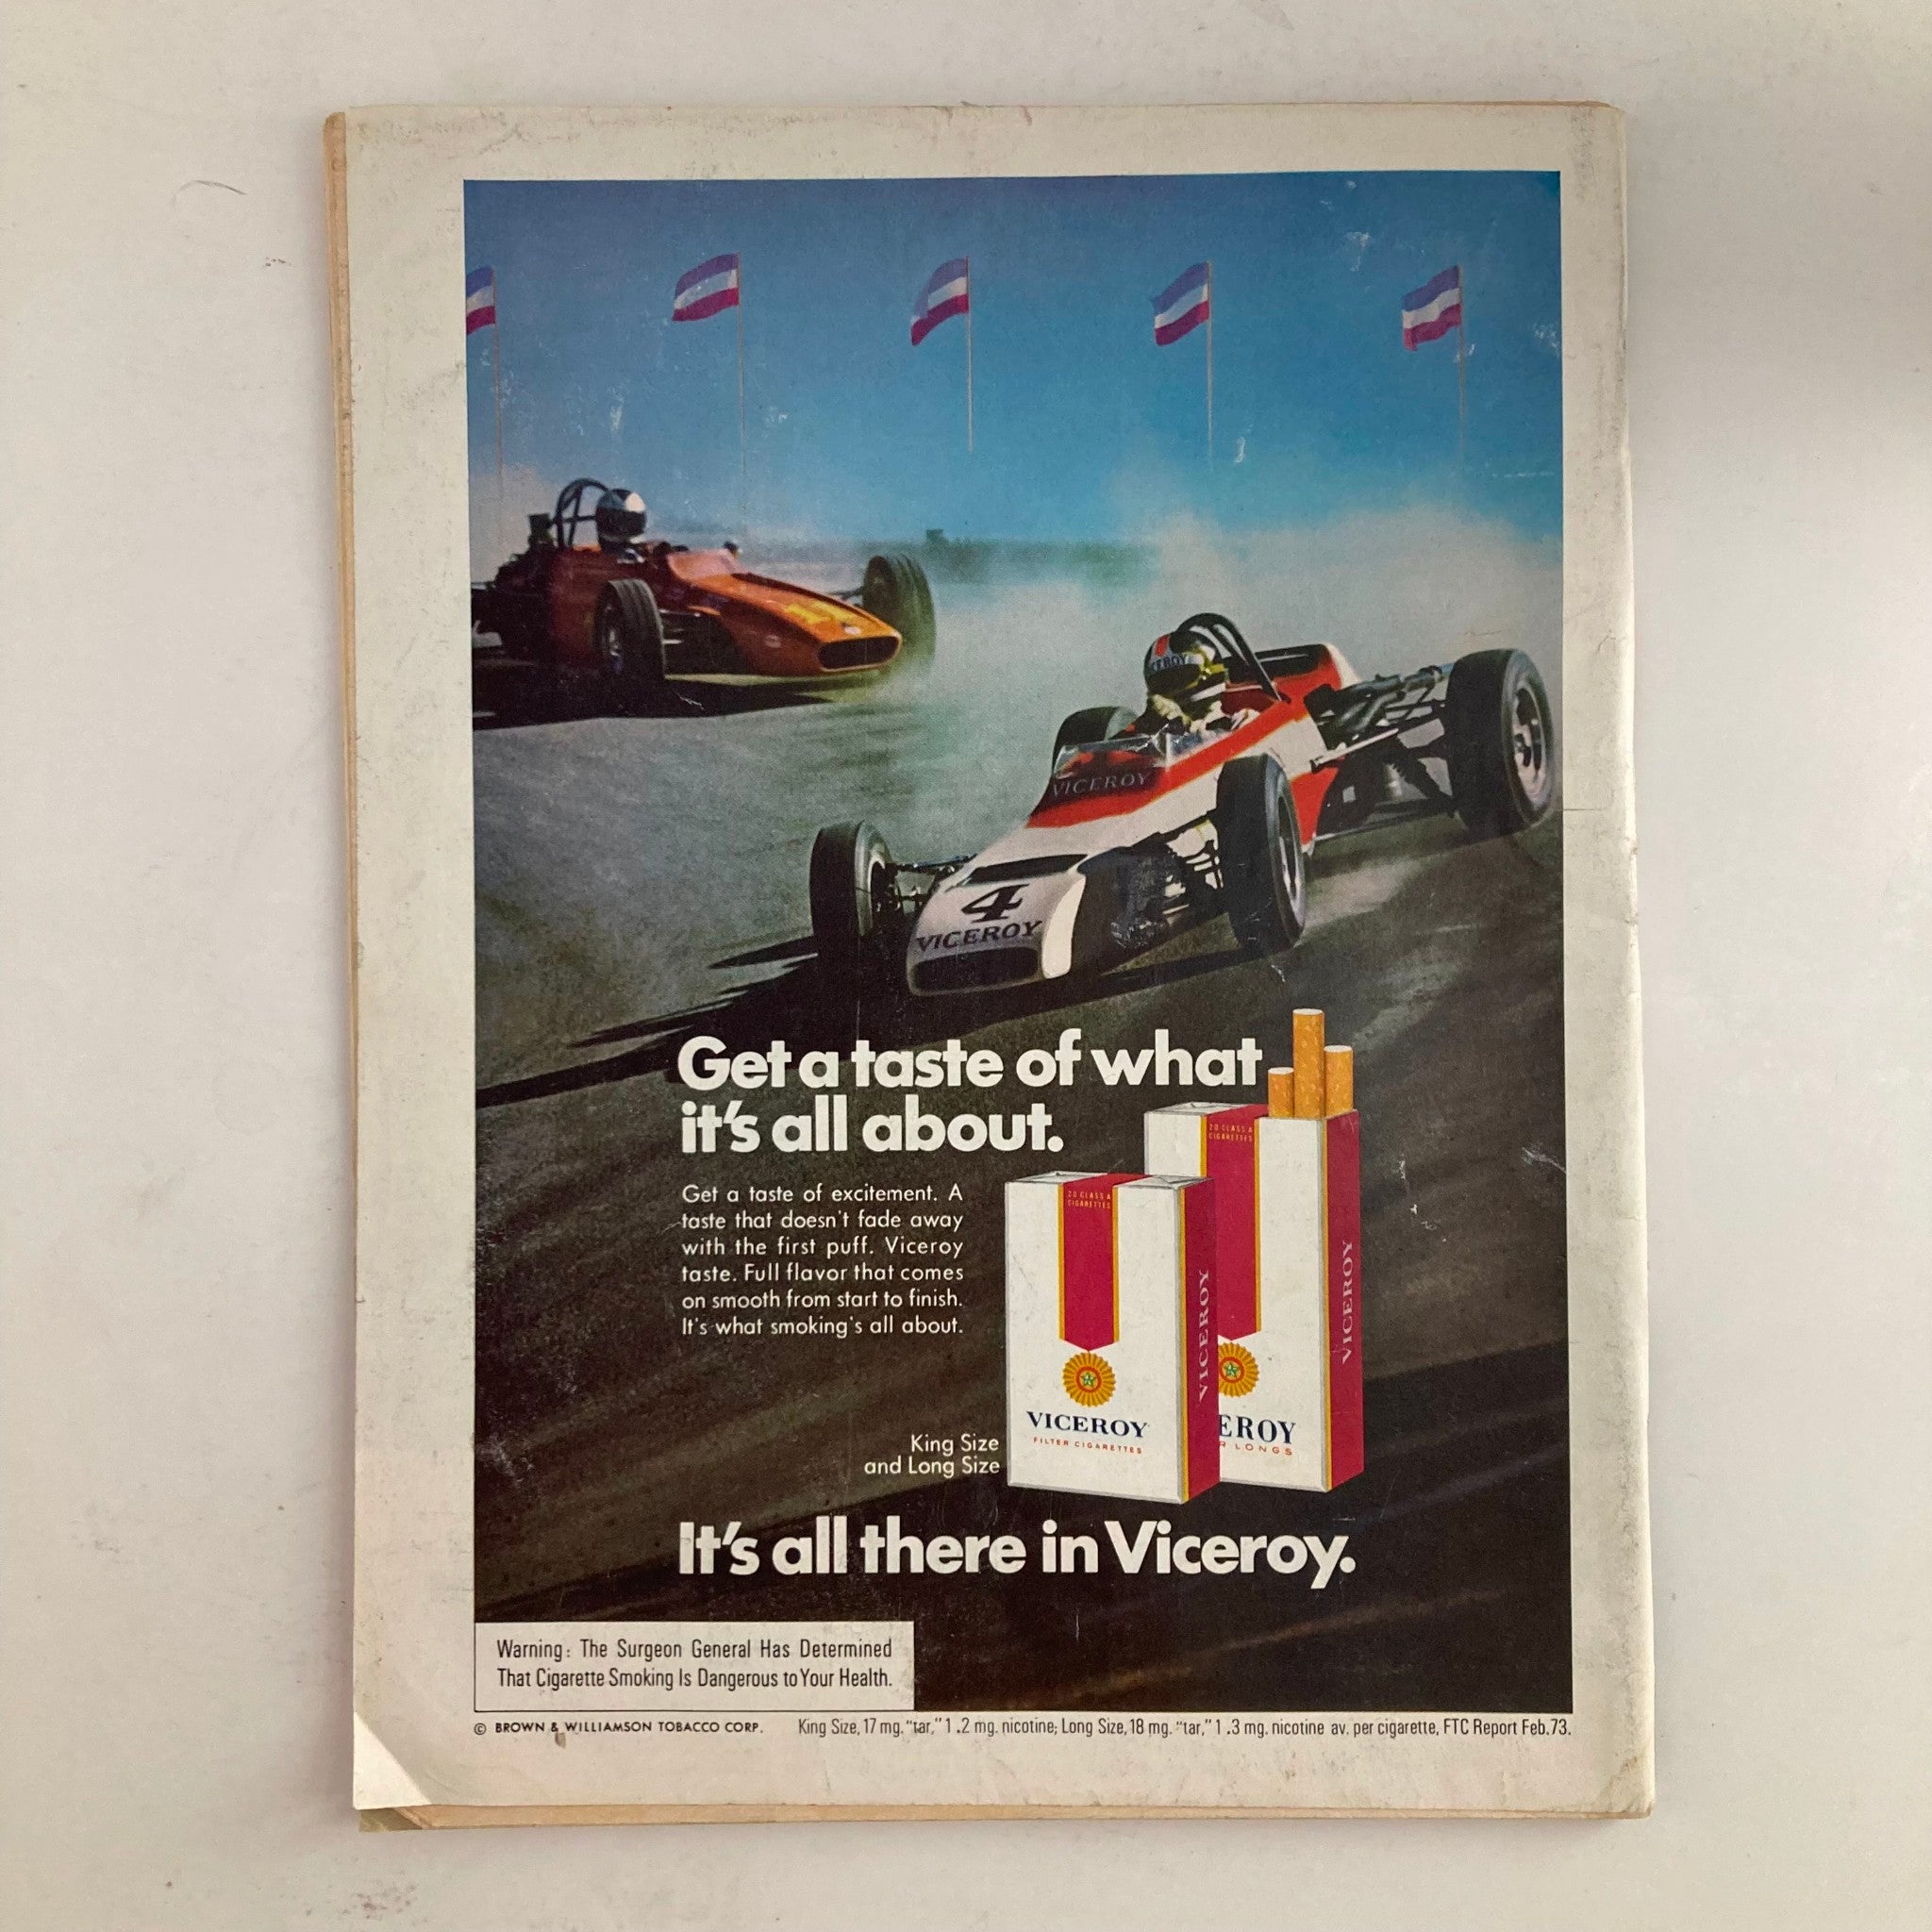 VICEROY
VICEROY
4
VICEROY
Get a taste of what
it's all about.
Get a taste of excitement. A
taste that doesn't fade away
with the first puff. Viceroy
taste. Full flavor that comes
on smooth from start to finish.
It's what smoking's all about.
20 CLASS A
CIGARETTES
20 CLASS A
CIGARETTES
VICEROY
VICEROY
VICEROY
FILTER CIGARETTES
EROY
R LONGS
King Size
and Long Size
It's all there in Viceroy.
Warning: The Surgeon General Has Determined
That Cigarette Smoking Is Dangerous to Your Health.
© BROWN & WILLIAMSON TOBACCO CORP. King Size, 17 mg. "tar," 1.2 mg. nicotine; Long Size, 18 mg. "tar," 1.3 mg. nicotine av. per cigarette, FTC Report Feb.73.